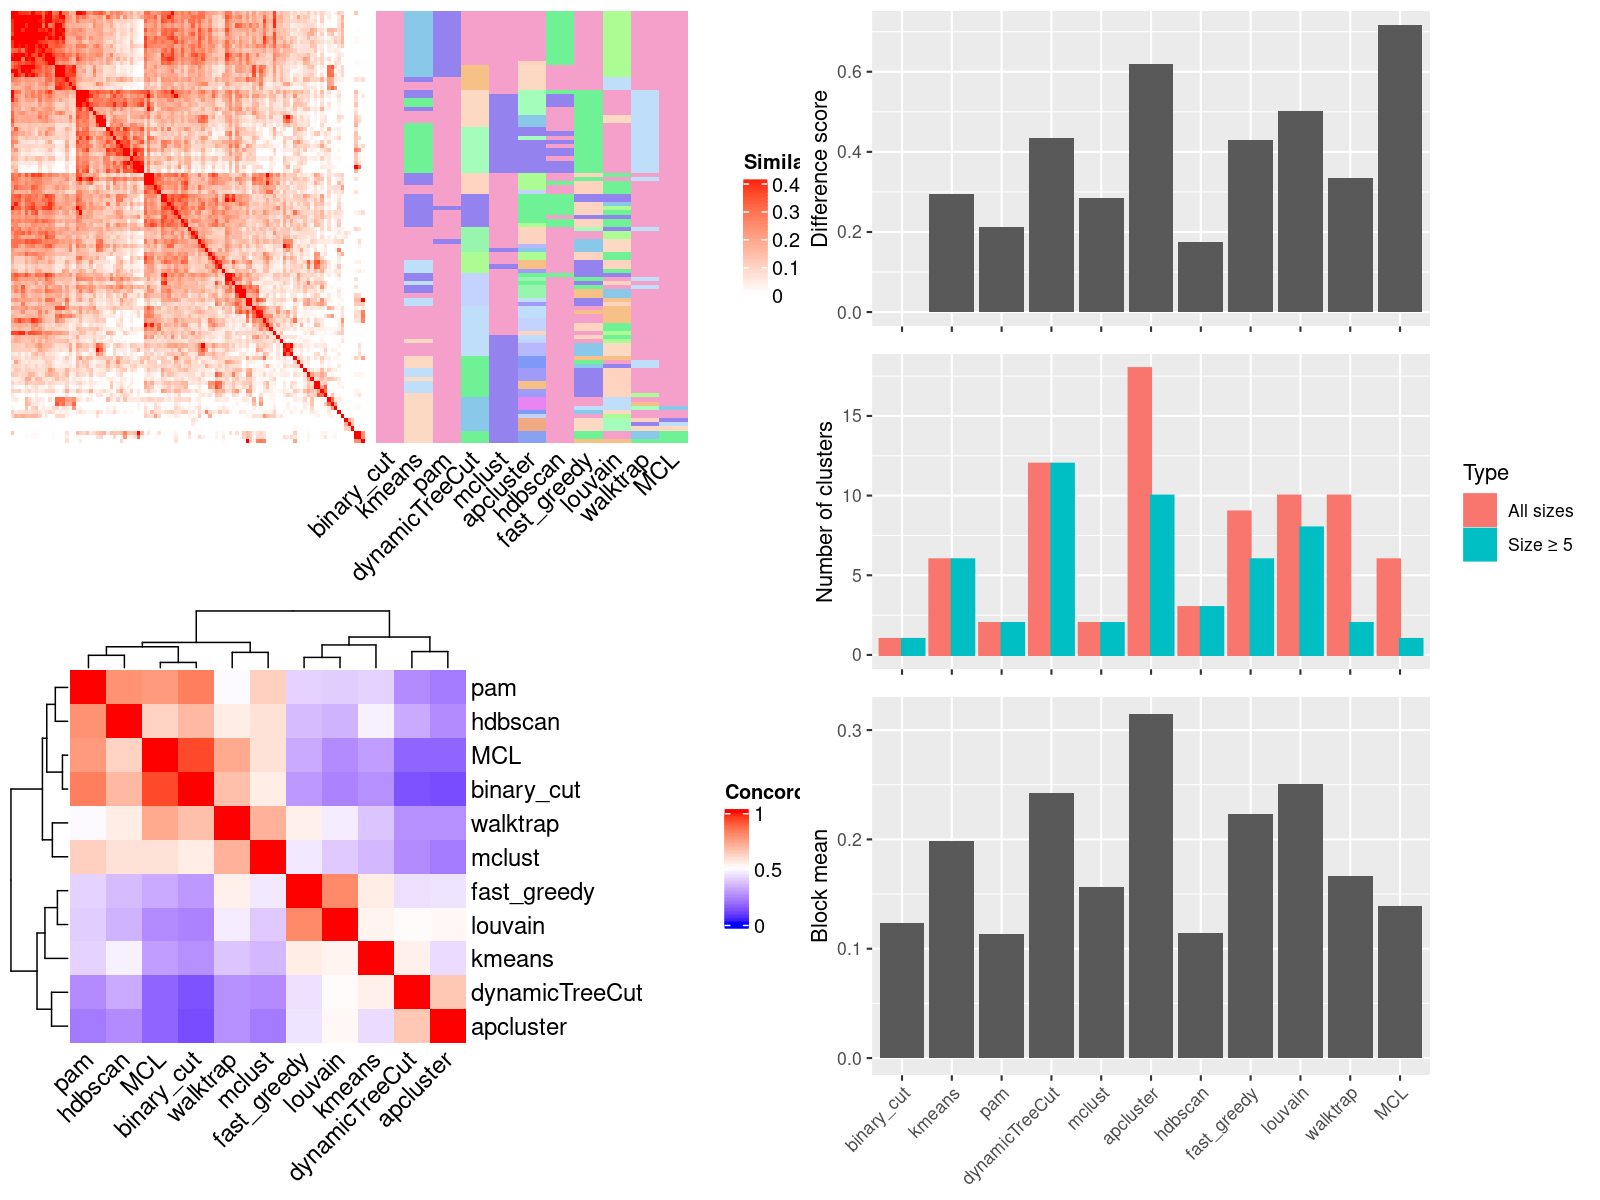 Simila
0.4
0.3
0.2
0.1
0
binary_cut
kmeans
pam
dynamicTreeCut
mclust
apcluster
hdbscan
fast_greedy
louvain
walktrap
MCL
Difference score
0.6
0.4
0.2
0.0
Number of clusters
15
10
5
0
Type
All sizes
Size ≥ 5
pam
hdbscan
MCL
binary_cut
walktrap
mclust
fast_greedy
louvain
kmeans
dynamicTreeCut
apcluster
pam
hdbscan
MCL
binary_cut
walktrap
mclust
fast_greedy
louvain
kmeans
dynamicTreeCut
apcluster
Concord
1
0.5
0
Block mean
0.3
0.2
0.1
0.0
binary_cut
kmeans
pam
dynamicTreeCut
mclust
apcluster
hdbscan
fast_greedy
louvain
walktrap
MCL